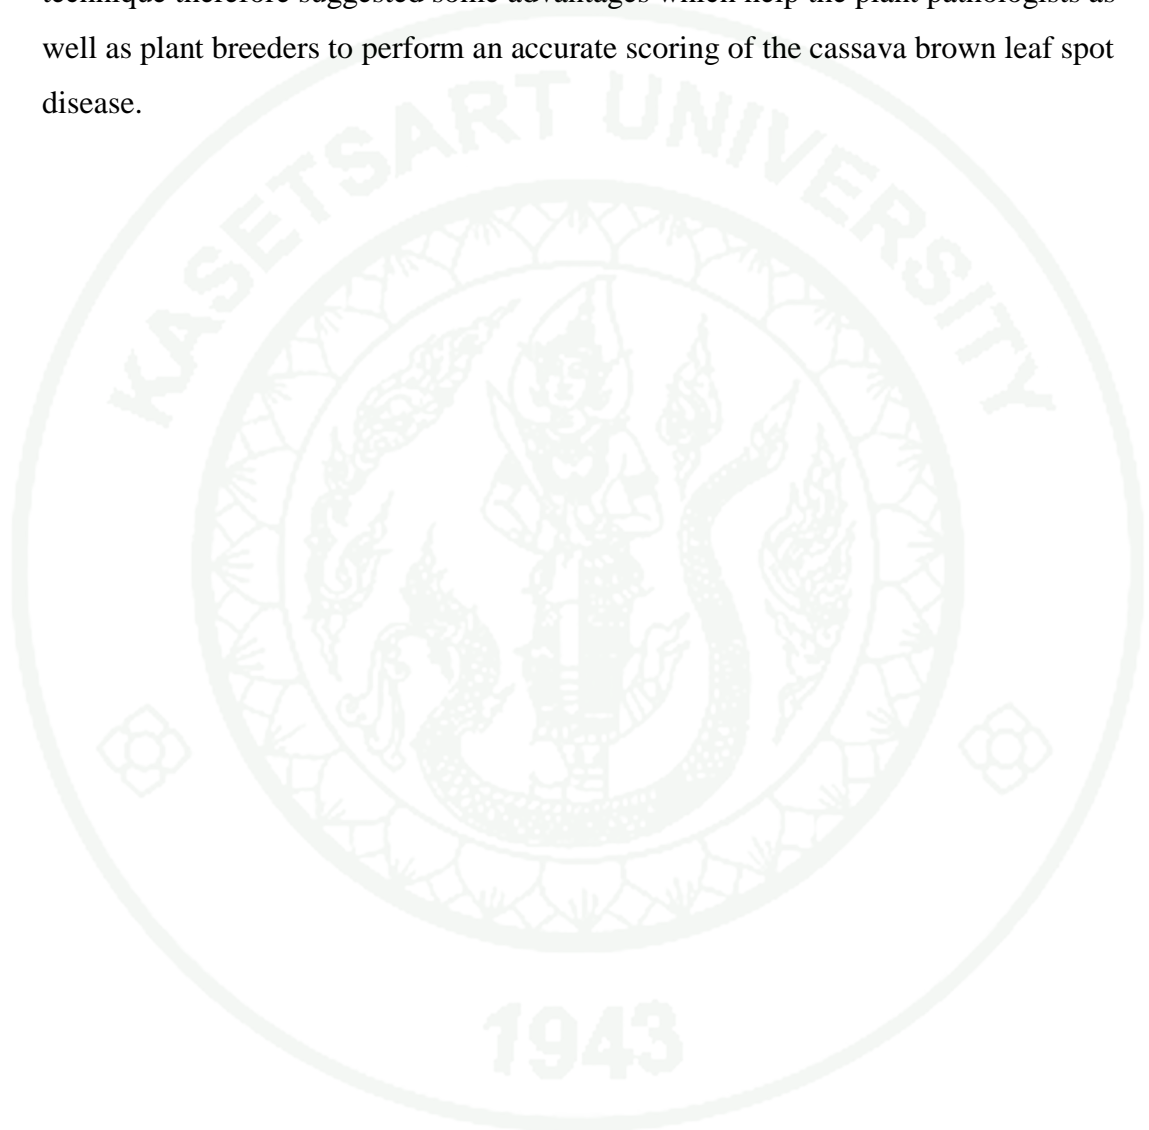 technique therefore suggested some advantages which help the plant pathologists as
well as plant breeders to perform an accurate scoring of the cassava brown leaf spot
disease.
KASETSART UNIVERSITY
1943